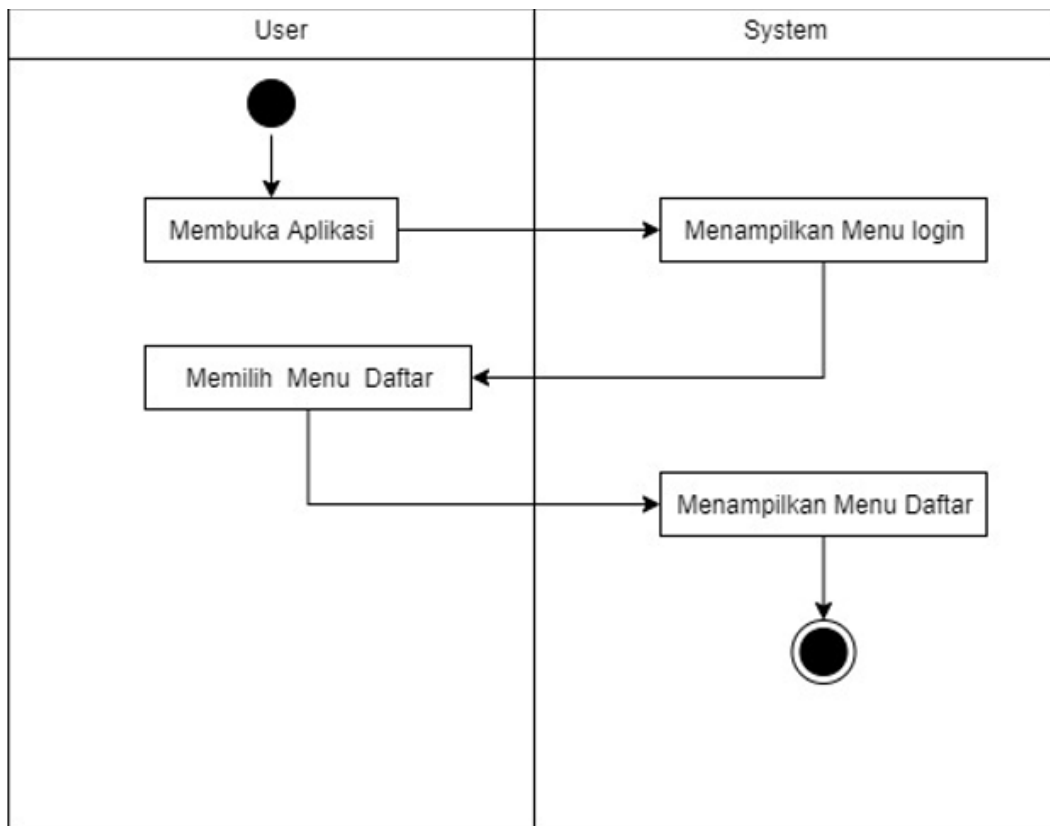 User
System
Membuka Aplikasi
Menampilkan Menu login
Memilih Menu Daftar
Menampilkan Menu Daftar